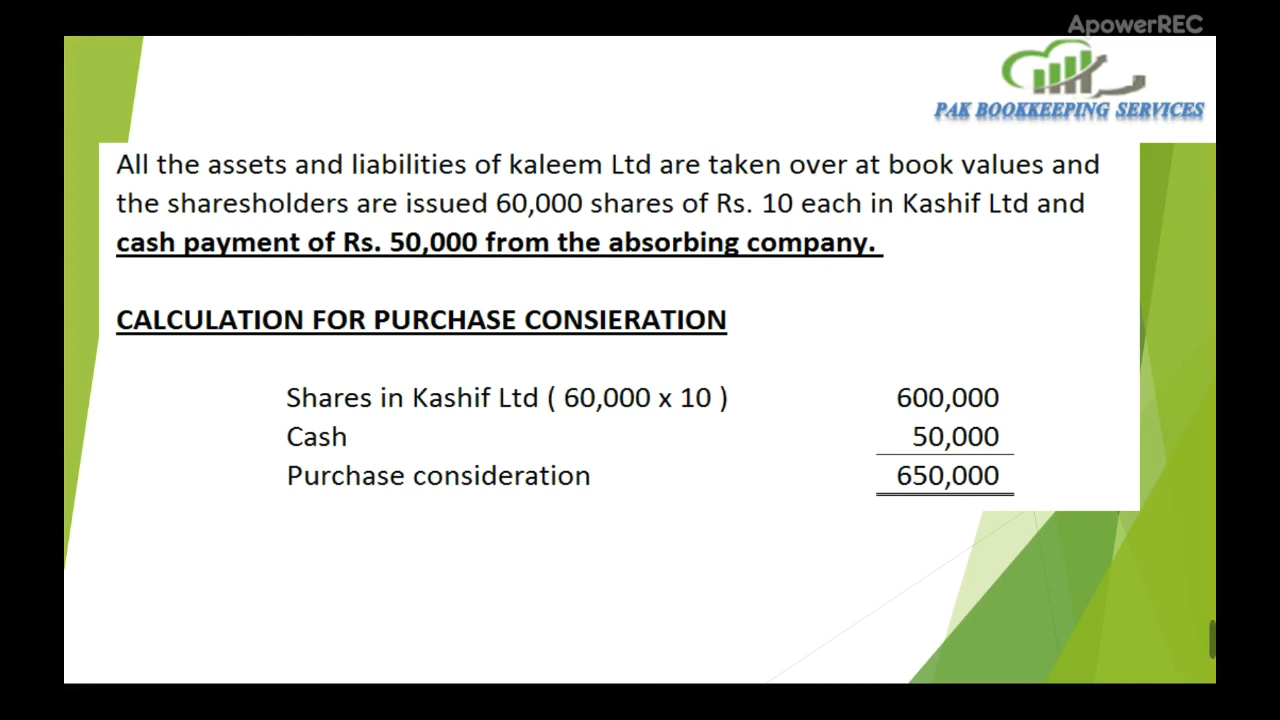 ApowerREC
PAK BOOKKEEPING SERVICES
All the assets and liabilities of kaleem Ltd are taken over at book values and
the sharesholders are issued 60,000 shares of Rs. 10 each in Kashif Ltd and
cash payment of Rs. 50,000 from the absorbing company.
CALCULATION FOR PURCHASE CONSIERATION
Shares in Kashif Ltd ( 60,000 x 10 ) 600,000
Cash 50,000
Purchase consideration 650,000